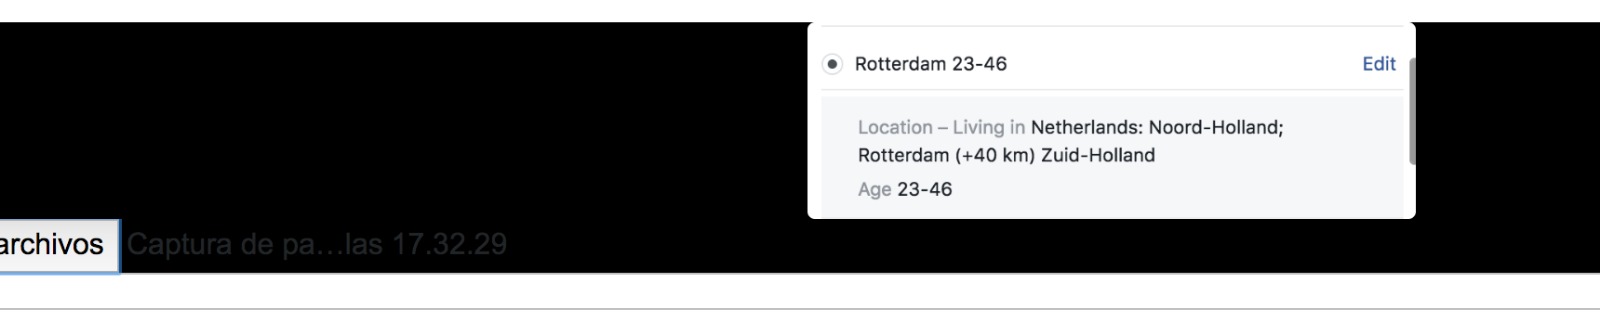 Rotterdam 23-46
Edit
Location – Living in Netherlands: Noord-Holland;
Rotterdam (+40 km) Zuid-Holland
Age 23-46
archivos Captura de pa…las 17.32.29